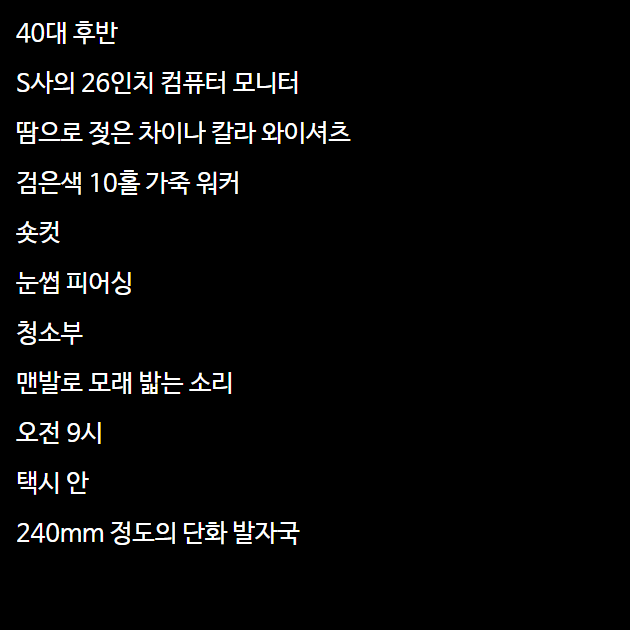 40대 후반
S사의 26인치 컴퓨터 모니터
땀으로 젖은 차이나 칼라 와이셔츠
검은색 10홀 가죽 워커
숏컷
눈썹 피어싱
청소부
맨발로 모래 밟는 소리
오전 9시
택시 안
240mm 정도의 단화 발자국